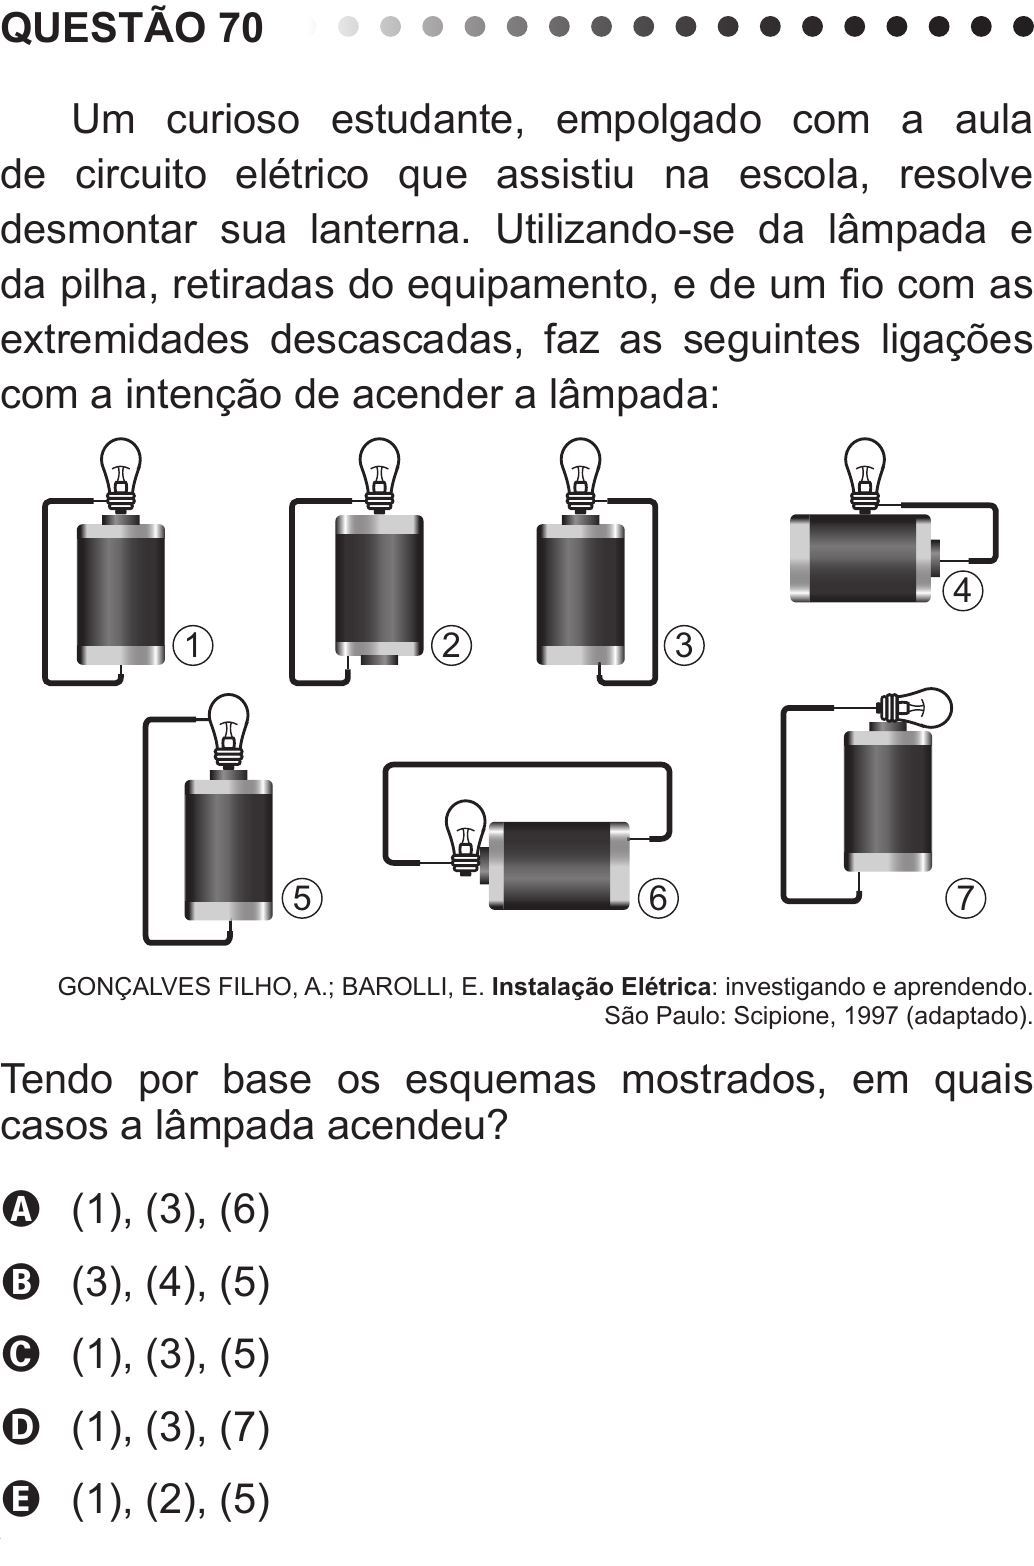 QUESTÃO 70
Um curioso estudante, empolgado com a aula
de circuito elétrico que assistiu na escola, resolve
desmontar sua lanterna. Utilizando-se da lâmpada e
da pilha, retiradas do equipamento, e de um fio com as
extremidades descascadas, faz as seguintes ligações
com a intenção de acender a lâmpada:
1
2
3
4
5
6
7
GONÇALVES FILHO, A.; BAROLLI, E. Instalação Elétrica: investigando e aprendendo.
São Paulo: Scipione, 1997 (adaptado).
Tendo por base os esquemas mostrados, em quais
casos a lâmpada acendeu?
A (1), (3), (6)
B (3), (4), (5)
C (1), (3), (5)
D (1), (3), (7)
E (1), (2), (5)